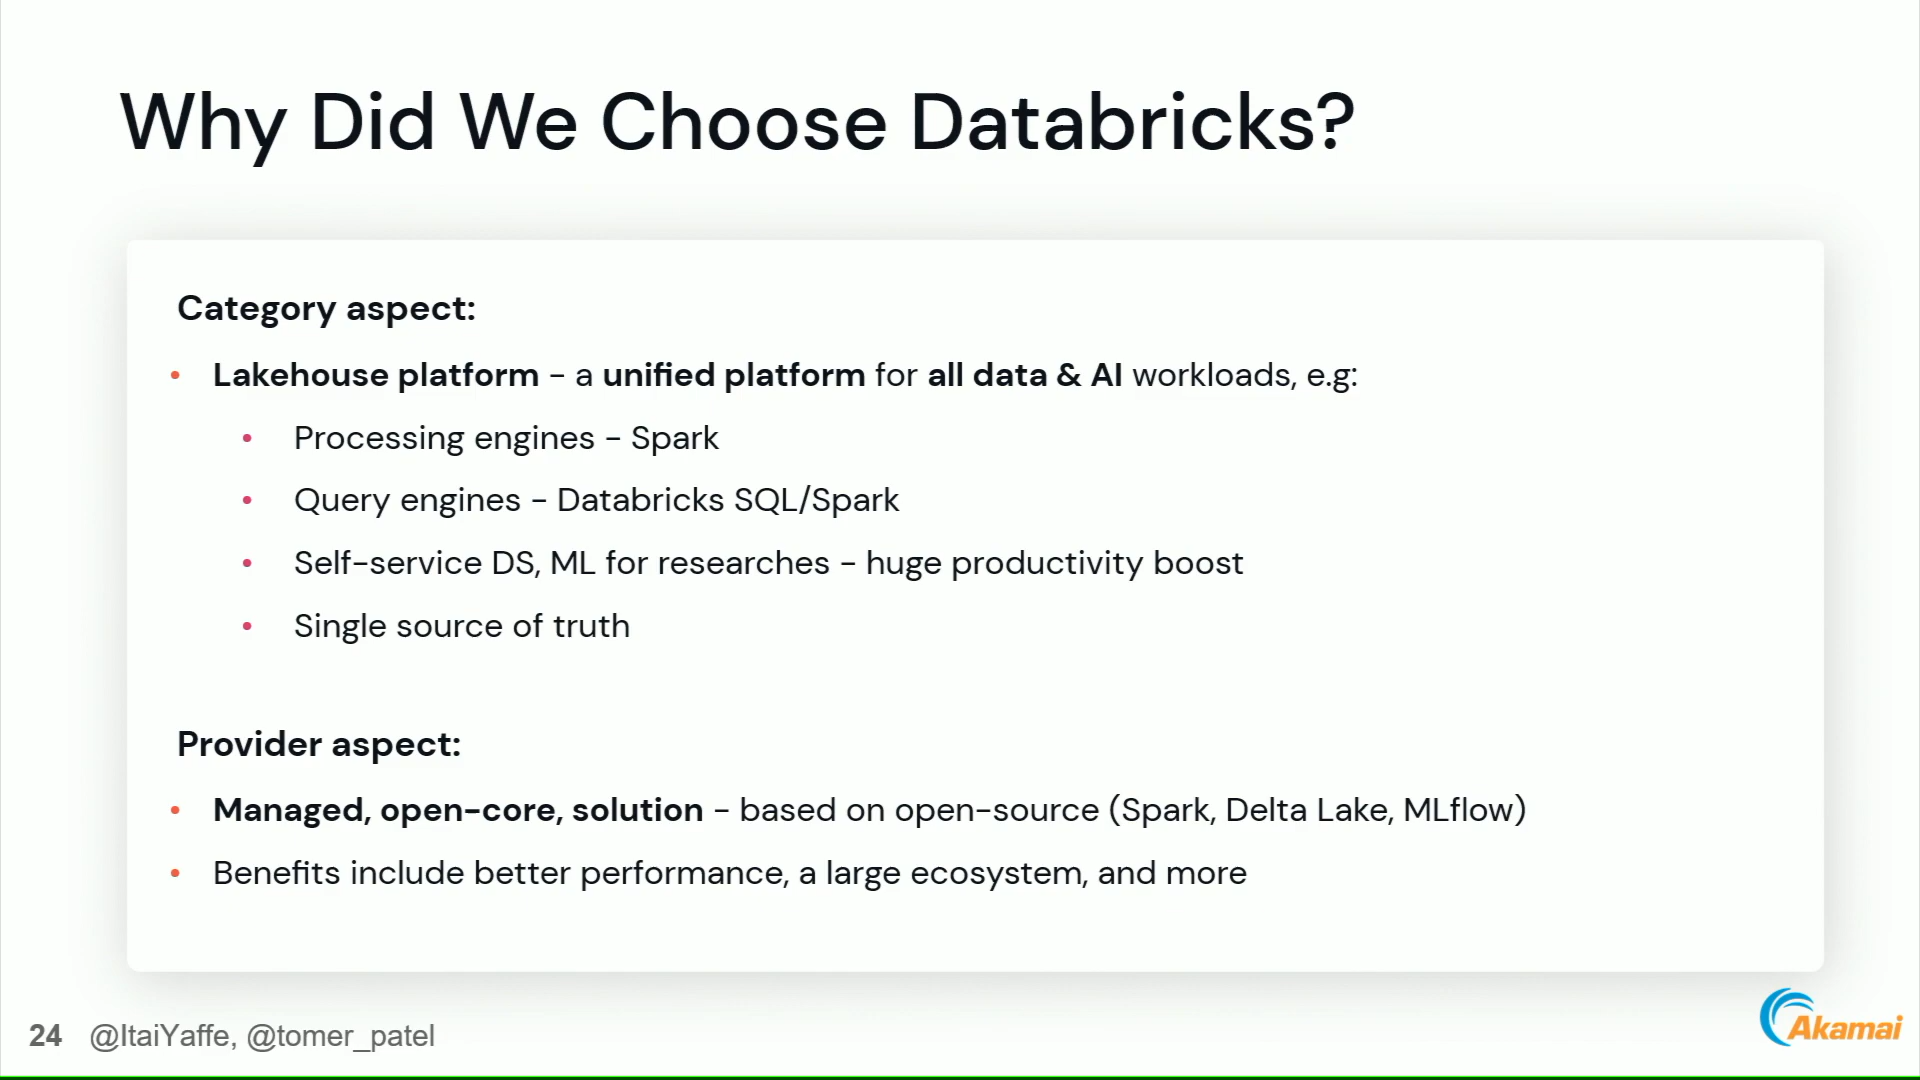 Why Did We Choose Databricks?
Category aspect:
• Lakehouse platform - a unified platform for all data & AI workloads, e.g:
• Processing engines - Spark
• Query engines - Databricks SQL/Spark
• Self-service DS, ML for researches - huge productivity boost
• Single source of truth
Provider aspect:
• Managed, open-core, solution - based on open-source (Spark, Delta Lake, MLflow)
• Benefits include better performance, a large ecosystem, and more
24 @ItaiYaffe, @tomer_patel
Akamai